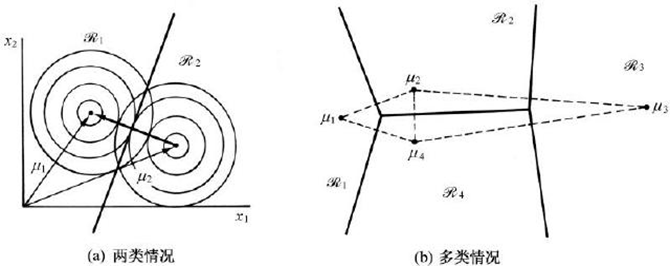 x₂
ℛ₁
ℛ₂
μ₁
μ₂
x₁
(a) 两类情况
ℛ₂
ℛ₃
μ₂
μ₁
μ₃
μ₄
ℛ₁
ℛ₄
(b) 多类情况